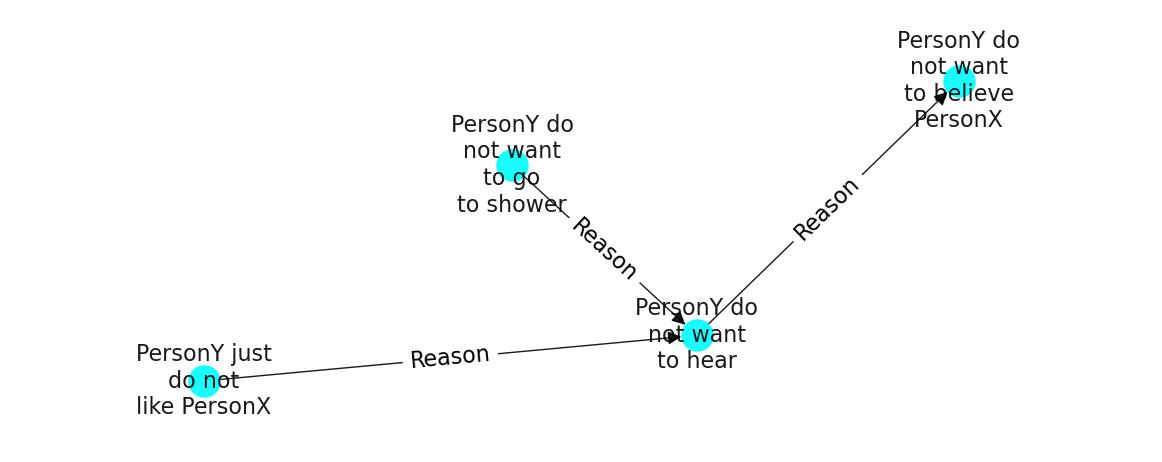 PersonY do
not want
to believe
PersonX
PersonY do
not want
to go
to shower
Reason
Reason
PersonY do
not want
to hear
PersonY just
do not
like PersonX
Reason